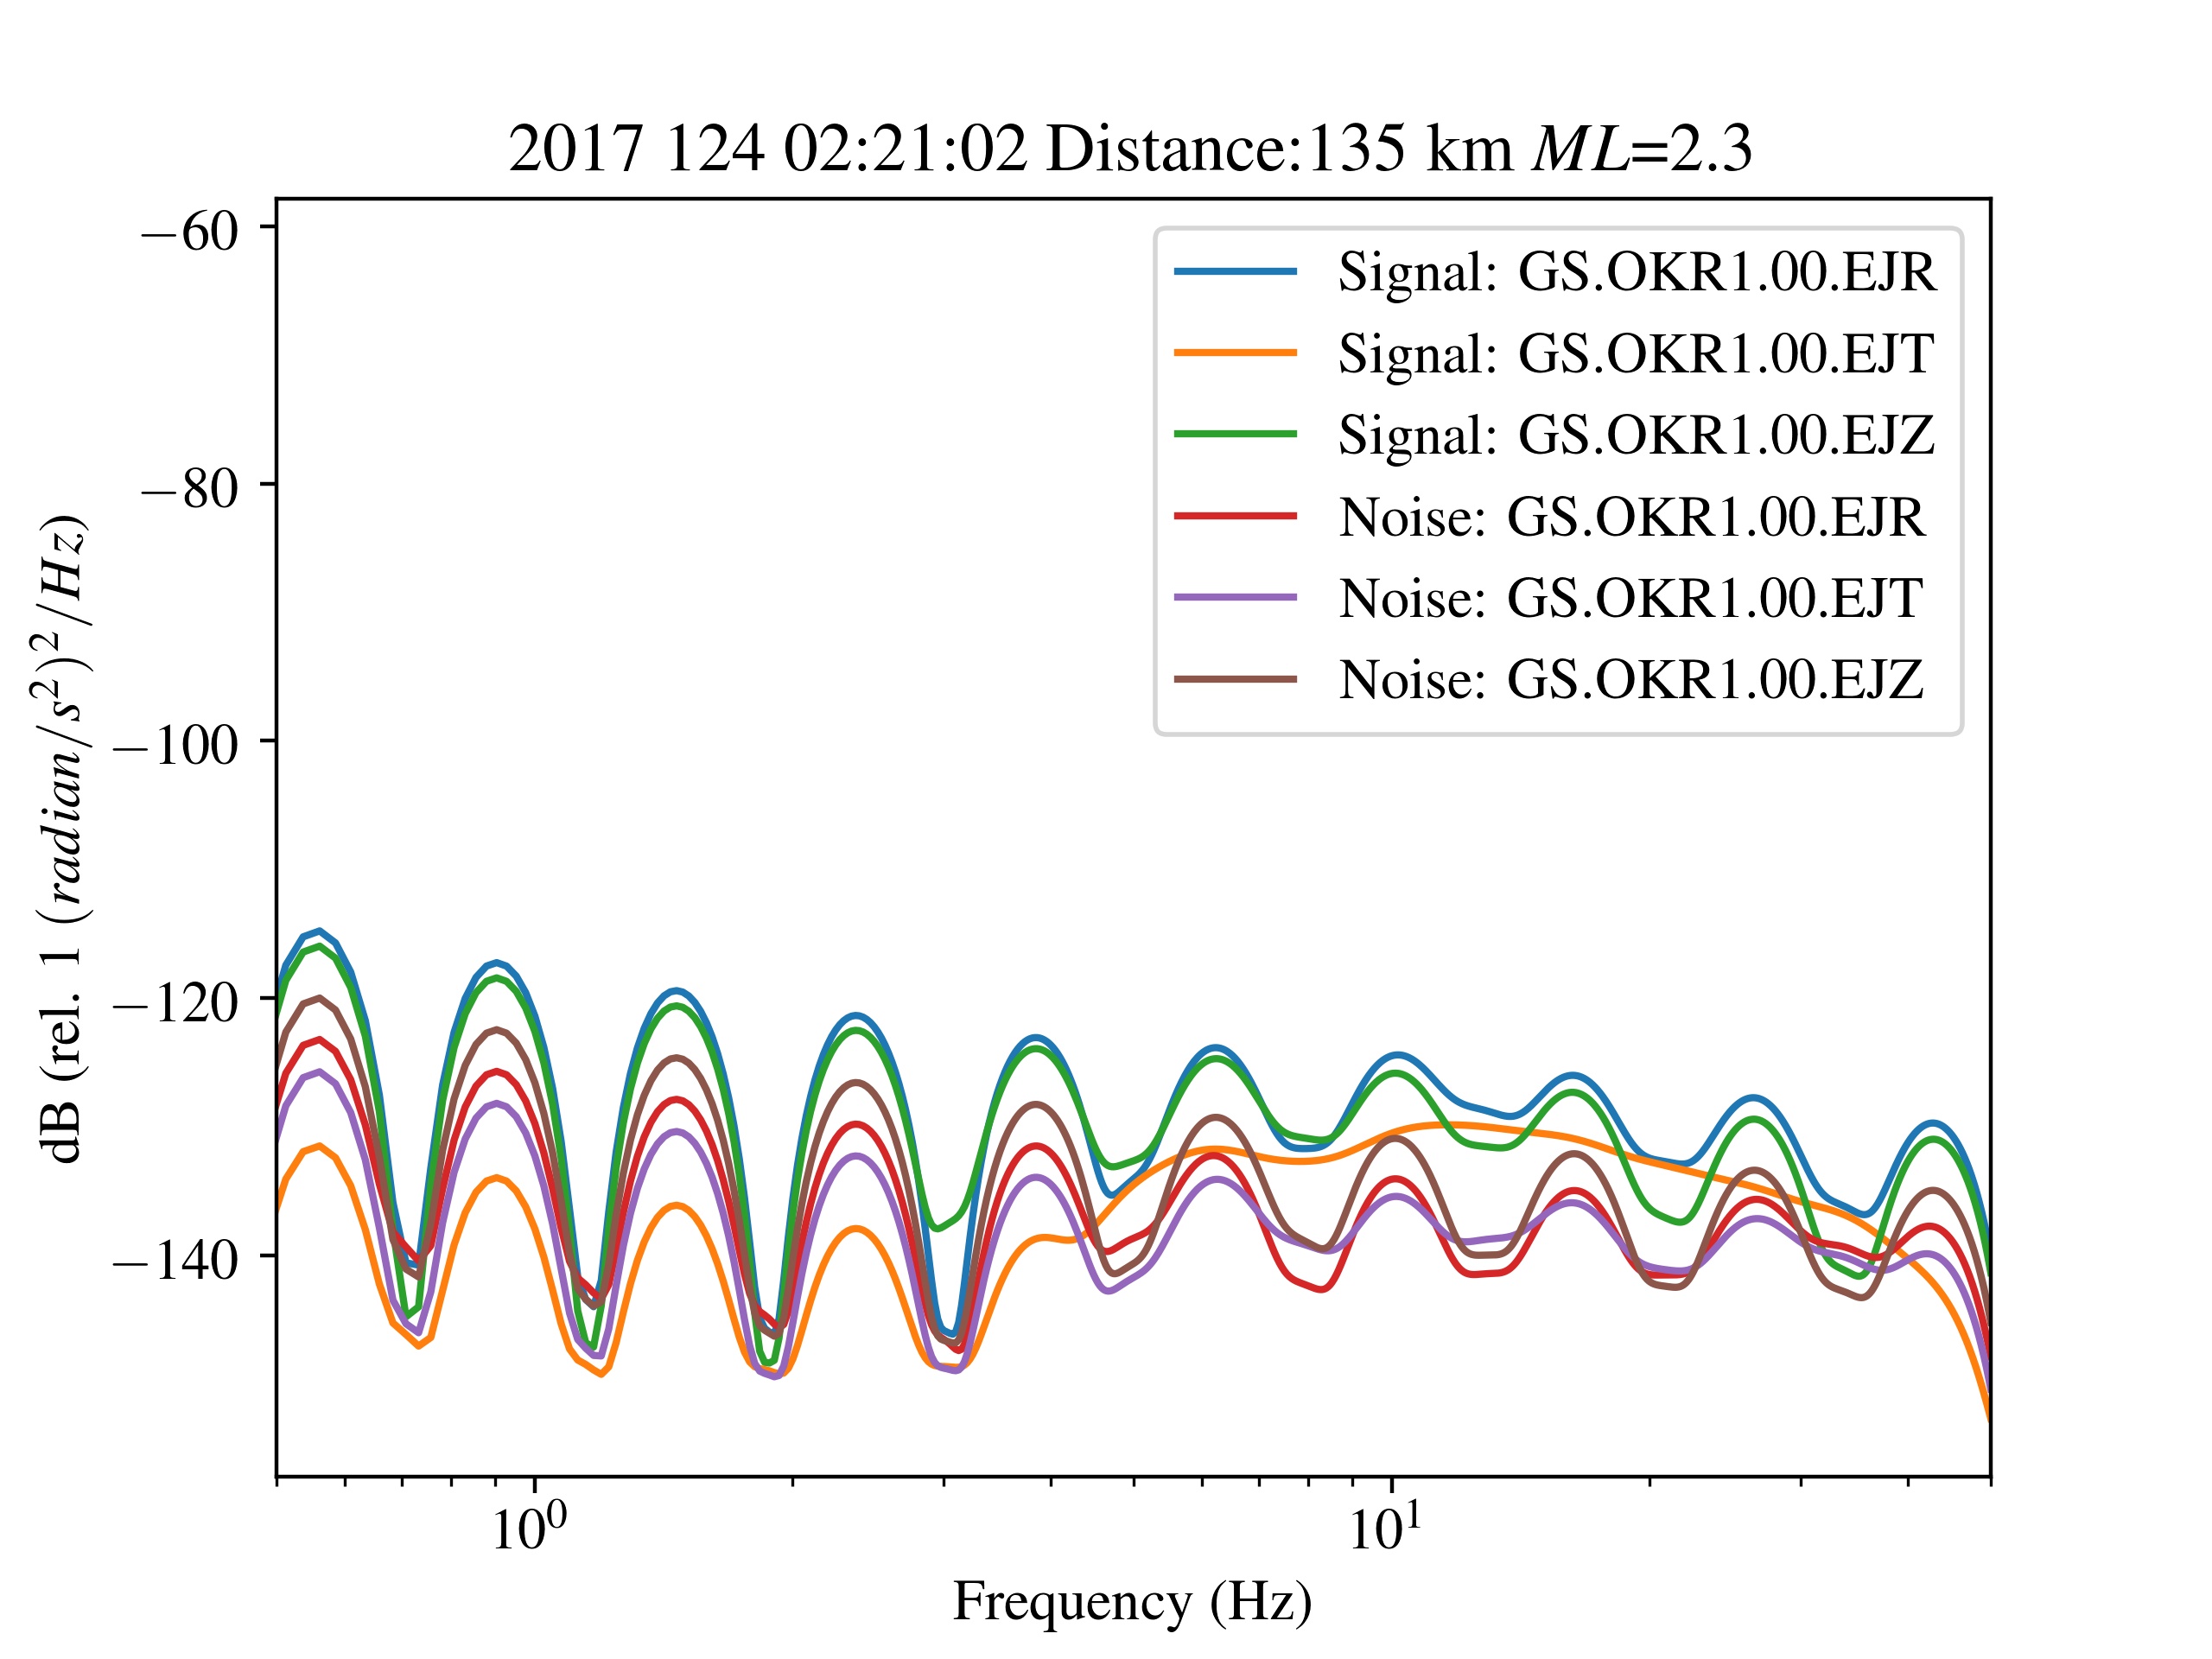 2017 124 02:21:02 Distance:135 km ML=2.3
dB (rel. 1 (radian/s²)²/Hz)
−60
−80
−100
−120
−140
Signal: GS.OKR1.00.EJR
Signal: GS.OKR1.00.EJT
Signal: GS.OKR1.00.EJZ
Noise: GS.OKR1.00.EJR
Noise: GS.OKR1.00.EJT
Noise: GS.OKR1.00.EJZ
10⁰ 10¹
Frequency (Hz)